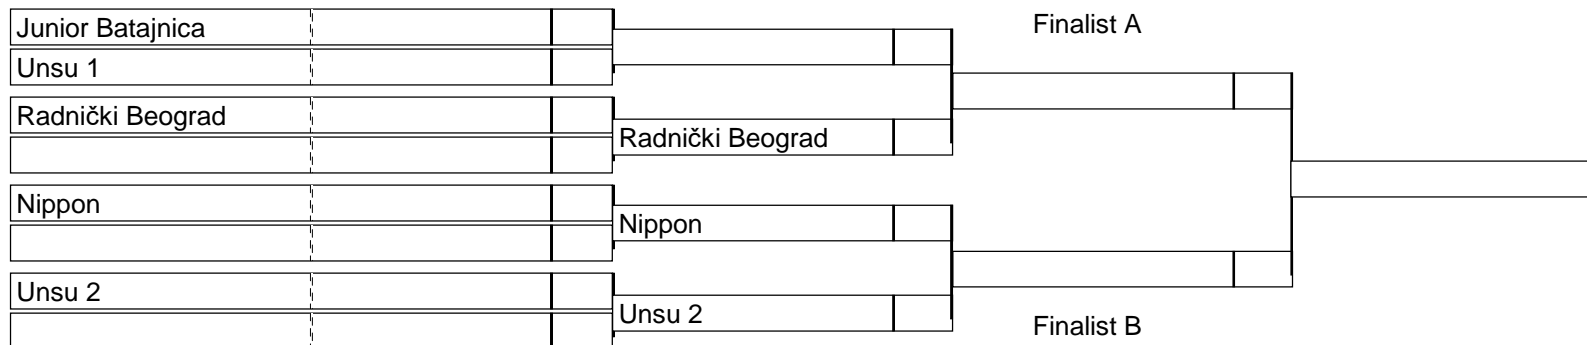 Junior Batajnica
Unsu 1
Radnički Beograd
Nippon
Unsu 2
Radnički Beograd
Nippon
Unsu 2
Finalist A
Finalist B